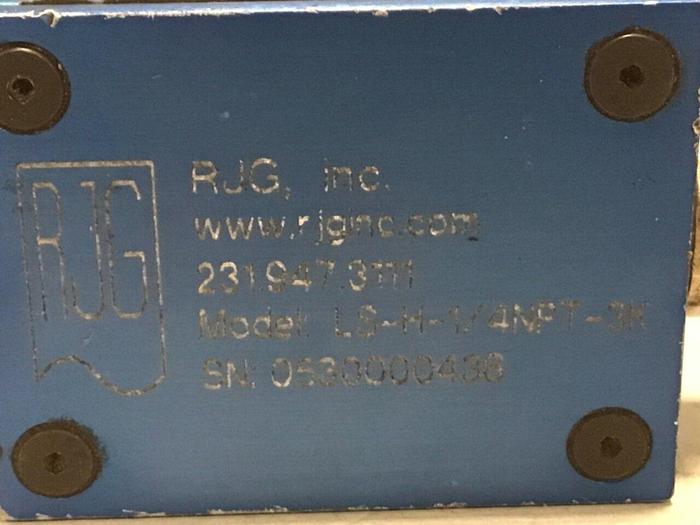 RJG
RJG, Inc.
www.rjginc.com
231.947.3111
Model: LS-H-1/4NPT-3K
SN: 0530000438